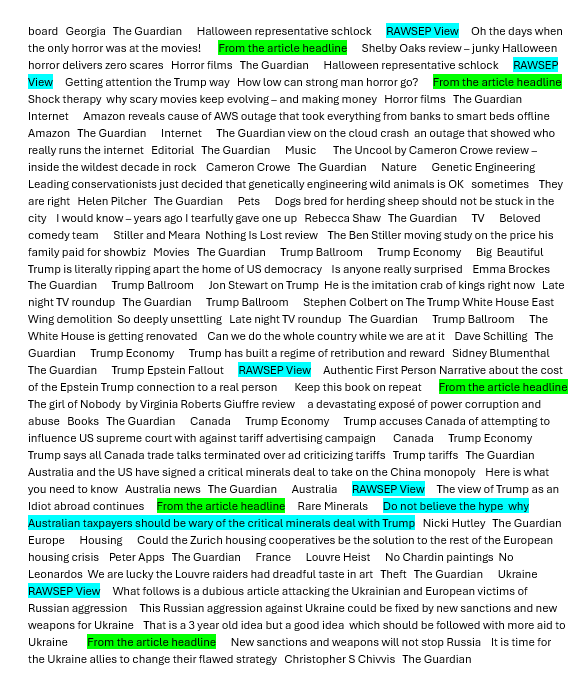 board Georgia The Guardian Halloween representative schlock RAWSEP View Oh the days when
the only horror was at the movies! From the article headline Shelby Oaks review – junky Halloween
horror delivers zero scares Horror films The Guardian Halloween representative schlock RAWSEP
View Getting attention the Trump way How low can strong man horror go? From the article headline
Shock therapy why scary movies keep evolving – and making money Horror films The Guardian
Internet Amazon reveals cause of AWS outage that took everything from banks to smart beds offline
Amazon The Guardian Internet The Guardian view on the cloud crash an outage that showed who
really runs the internet Editorial The Guardian Music The Uncool by Cameron Crowe review –
inside the wildest decade in rock Cameron Crowe The Guardian Nature Genetic Engineering
Leading conservationists just decided that genetically engineering wild animals is OK sometimes They
are right Helen Pilcher The Guardian Pets Dogs bred for herding sheep should not be stuck in the
city I would know – years ago I tearfully gave one up Rebecca Shaw The Guardian TV Beloved
comedy team Stiller and Meara Nothing Is Lost review The Ben Stiller moving study on the price his
family paid for showbiz Movies The Guardian Trump Ballroom Trump Economy Big Beautiful
Trump is literally ripping apart the home of US democracy Is anyone really surprised Emma Brockes
The Guardian Trump Ballroom Jon Stewart on Trump He is the imitation crab of kings right now Late
night TV roundup The Guardian Trump Ballroom Stephen Colbert on The Trump White House East
Wing demolition So deeply unsettling Late night TV roundup The Guardian Trump Ballroom The
White House is getting renovated Can we do the whole country while we are at it Dave Schilling The
Guardian Trump Economy Trump has built a regime of retribution and reward Sidney Blumenthal
The Guardian Trump Epstein Fallout RAWSEP View Authentic First Person Narrative about the cost
of the Epstein Trump connection to a real person Keep this book on repeat From the article headline
The girl of Nobody by Virginia Roberts Giuffre review a devastating exposé of power corruption and
abuse Books The Guardian Canada Trump Economy Trump accuses Canada of attempting to
influence US supreme court with against tariff advertising campaign Canada Trump Economy
Trump says all Canada trade talks terminated over ad criticizing tariffs Trump tariffs The Guardian
Australia and the US have signed a critical minerals deal to take on the China monopoly Here is what
you need to know Australia news The Guardian Australia RAWSEP View The view of Trump as an
Idiot abroad continues From the article headline Rare Minerals Do not believe the hype why
Australian taxpayers should be wary of the critical minerals deal with Trump Nicki Hutley The Guardian
Europe Housing Could the Zurich housing cooperatives be the solution to the rest of the European
housing crisis Peter Apps The Guardian France Louvre Heist No Chardin paintings No
Leonardos We are lucky the Louvre raiders had dreadful taste in art Theft The Guardian Ukraine
RAWSEP View What follows is a dubious article attacking the Ukrainian and European victims of
Russian aggression This Russian aggression against Ukraine could be fixed by new sanctions and new
weapons for Ukraine That is a 3 year old idea but a good idea which should be followed with more aid to
Ukraine From the article headline New sanctions and weapons will not stop Russia It is time for
the Ukraine allies to change their flawed strategy Christopher S Chivvis The Guardian